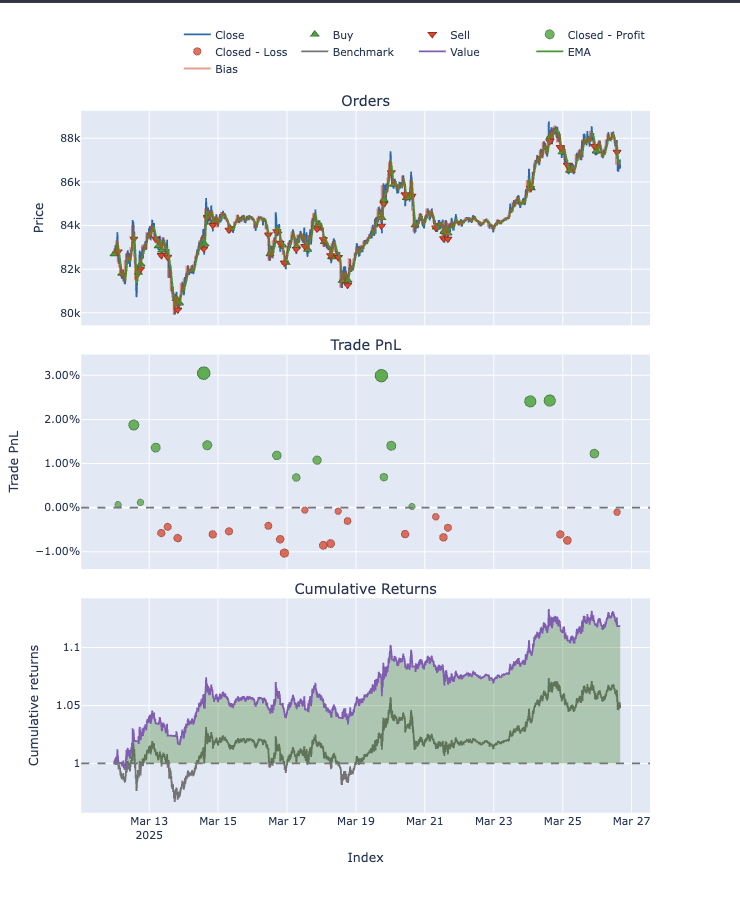 Close Buy Sell Closed - Profit
Closed - Loss Benchmark Value EMA
Bias
Orders
88k
86k
84k
82k
80k
Price
Trade PnL
3.00%
2.00%
1.00%
0.00%
−1.00%
Trade PnL
Cumulative Returns
1.1
1.05
1
Cumulative returns
Mar 13 Mar 15 Mar 17 Mar 19 Mar 21 Mar 23 Mar 25 Mar 27
2025
Index